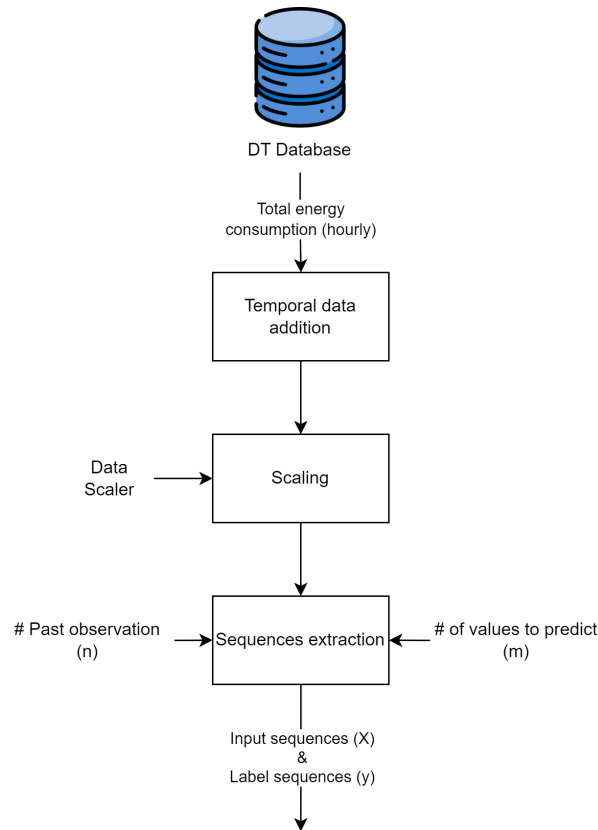 DT Database
Total energy
consumption (hourly)
Temporal data
addition
Data
Scaler
Scaling
# Past observation
(n)
Sequences extraction
# of values to predict
(m)
Input sequences (X)
&
Label sequences (y)